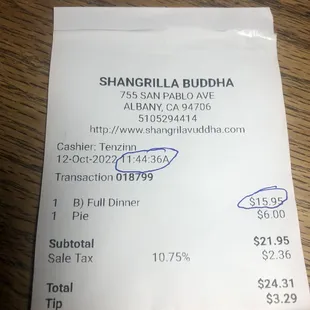 SHANGRILLA BUDDHA
755 SAN PABLO AVE
ALBANY, CA 94706
5105294414
http://www.shangrilavuddha.com
Cashier: Tenzinn
12-Oct-2022 11:44:36A
Transaction 018799
1 B) Full Dinner $15.95
1 Pie $6.00
Subtotal $21.95
Sale Tax 10.75% $2.36
Total $24.31
Tip $3.29